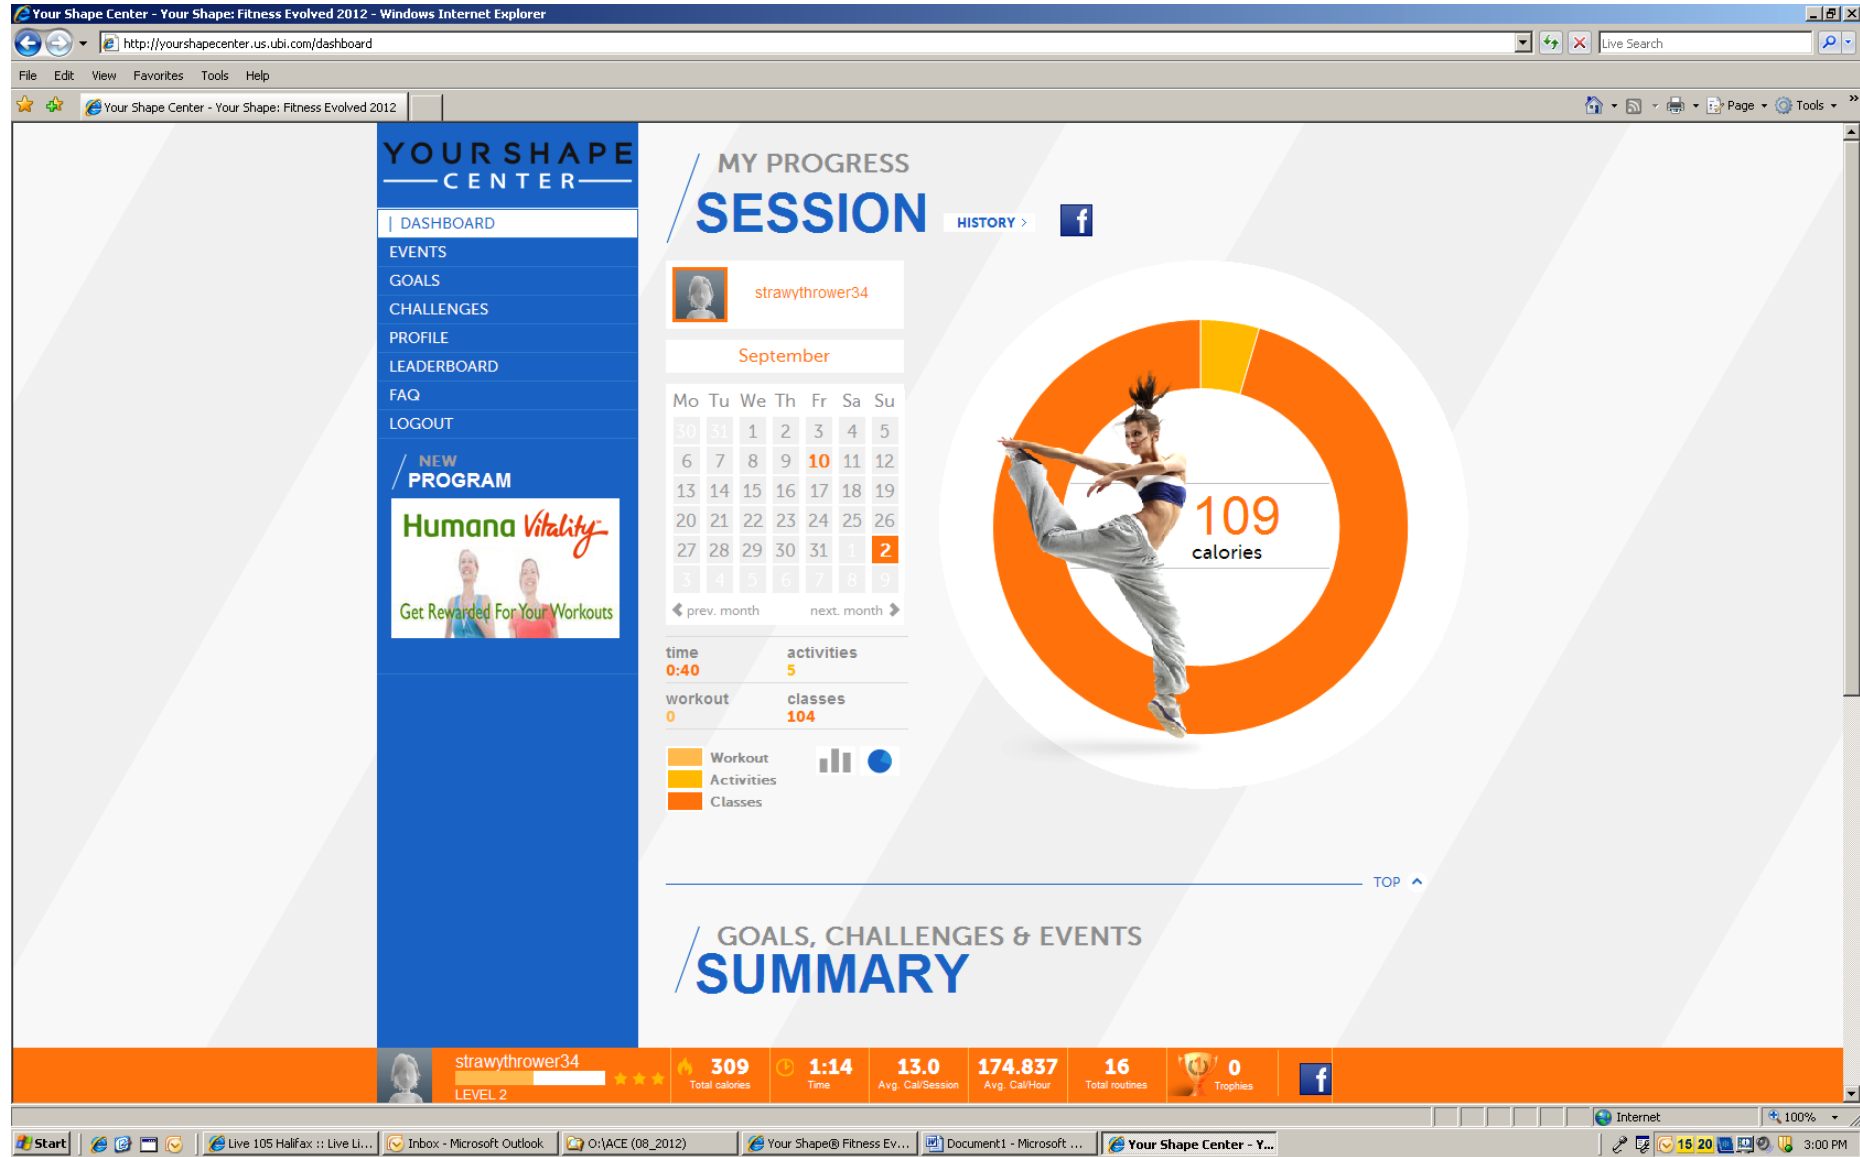 Your Shape Center - Your Shape: Fitness Evolved 2012 - Windows Internet Explorer
http://yourshapecenter.us.ubi.com/dashboard
Live Search
File Edit View Favorites Tools Help
Your Shape Center - Your Shape: Fitness Evolved 2012
Page Tools
YOUR SHAPE
CENTER
DASHBOARD
EVENTS
GOALS
CHALLENGES
PROFILE
LEADERBOARD
FAQ
LOGOUT
NEW
PROGRAM
Humana Vitality
Get Rewarded For Your Workouts
MY PROGRESS
SESSION
HISTORY >
f
strawythrower34
September
Mo Tu We Th Fr Sa Su
30 31 1 2 3 4 5
6 7 8 9 10 11 12
13 14 15 16 17 18 19
20 21 22 23 24 25 26
27 28 29 30 31 1 2
3 4 5 6 7 8 9
prev. month next. month
time activities
0:40 5
workout classes
0 104
Workout
Activities
Classes
109
calories
TOP
GOALS, CHALLENGES & EVENTS
SUMMARY
strawythrower34
LEVEL 2
309
Total calories
1:14
Time
13.0
Avg. Cal/Session
174.837
Avg. Cal/Hour
16
Total routines
1
0
Trophies
f
Internet 100%
Start
Live 105 Halifax :: Live Li...
Inbox - Microsoft Outlook
O:\ACE (08_2012)
Your Shape® Fitness Ev...
Document1 - Microsoft ...
Your Shape Center - Y...
15 20
3:00 PM